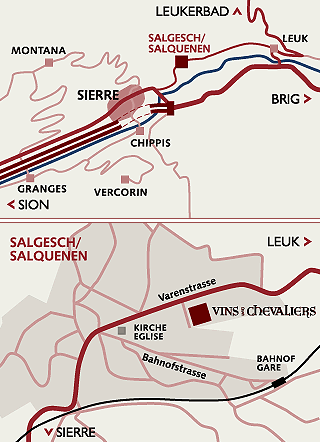 LEUKERBAD
SALGESCH/
SALQUENEN
LEUK
MONTANA
SIERRE
BRIG
CHIPPIS
GRANGES
VERCORIN
SION
SALGESCH/
SALQUENEN
LEUK
Varenstrasse
VINS DES CHEVALIERS
KIRCHE
EGLISE
Bahnhofstrasse
BAHNOF
GARE
SIERRE